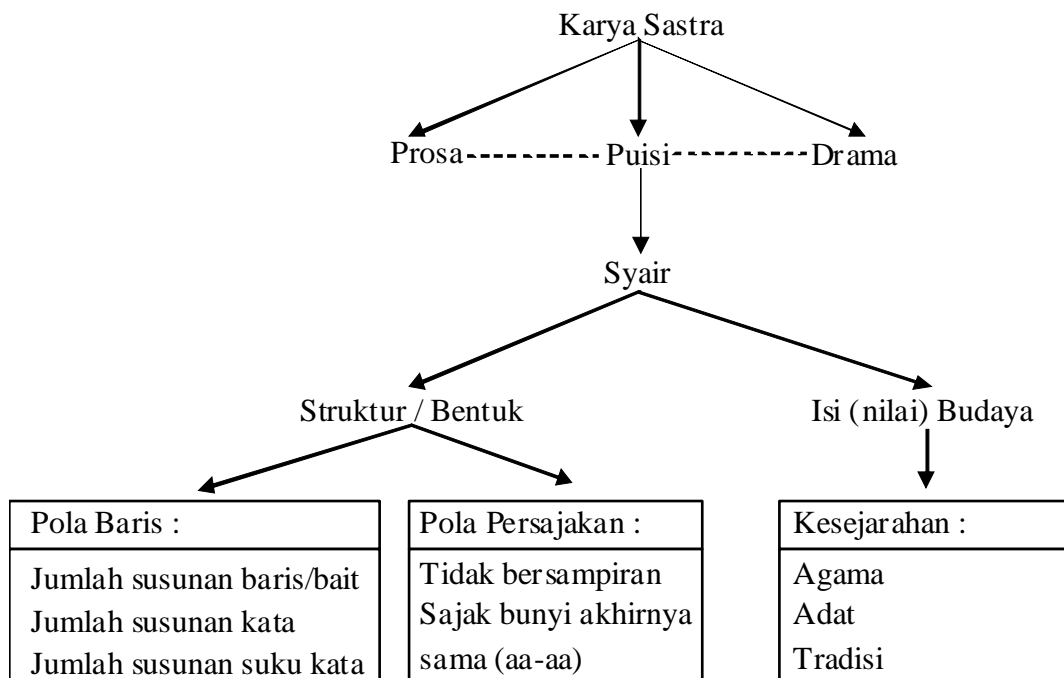 Karya Sastra
Prosa Puisi Drama
Syair
Struktur / Bentuk Isi (nilai) Budaya
Pola Baris :
Jumlah susunan baris/bait
Jumlah susunan kata
Jumlah susunan suku kata
Pola Persajakan :
Tidak bersampiran
Sajak bunyi akhirnya
sama (aa-aa)
Kesejarahan :
Agama
Adat
Tradisi